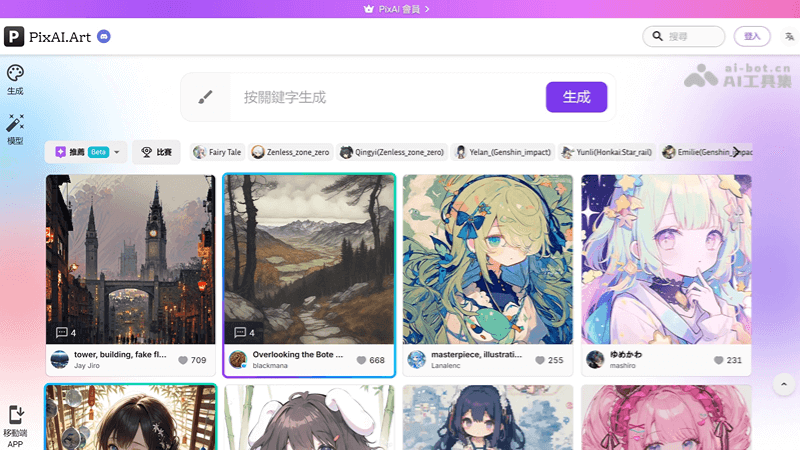 PixAI 會員
P PixAI.Art
搜尋
登入
ai-bot.cn
AI工具集
生成
模型
按關鍵字生成
生成
推薦 Beta
比賽
Fairy Tale
Zenless_zone_zero
Qingyi(Zenless_zone_zero)
Yelan_(Genshin_impact)
Yunli(Honkai:Star_rail)
Emilie(Genshin_impac
4
4
tower, building, fake fl...
Jay Jiro
709
Overlooking the Bote ...
blackmana
668
masterpiece, illustrati...
Lanalenc
255
ゆめかわ
mashiro
231
移動端
APP